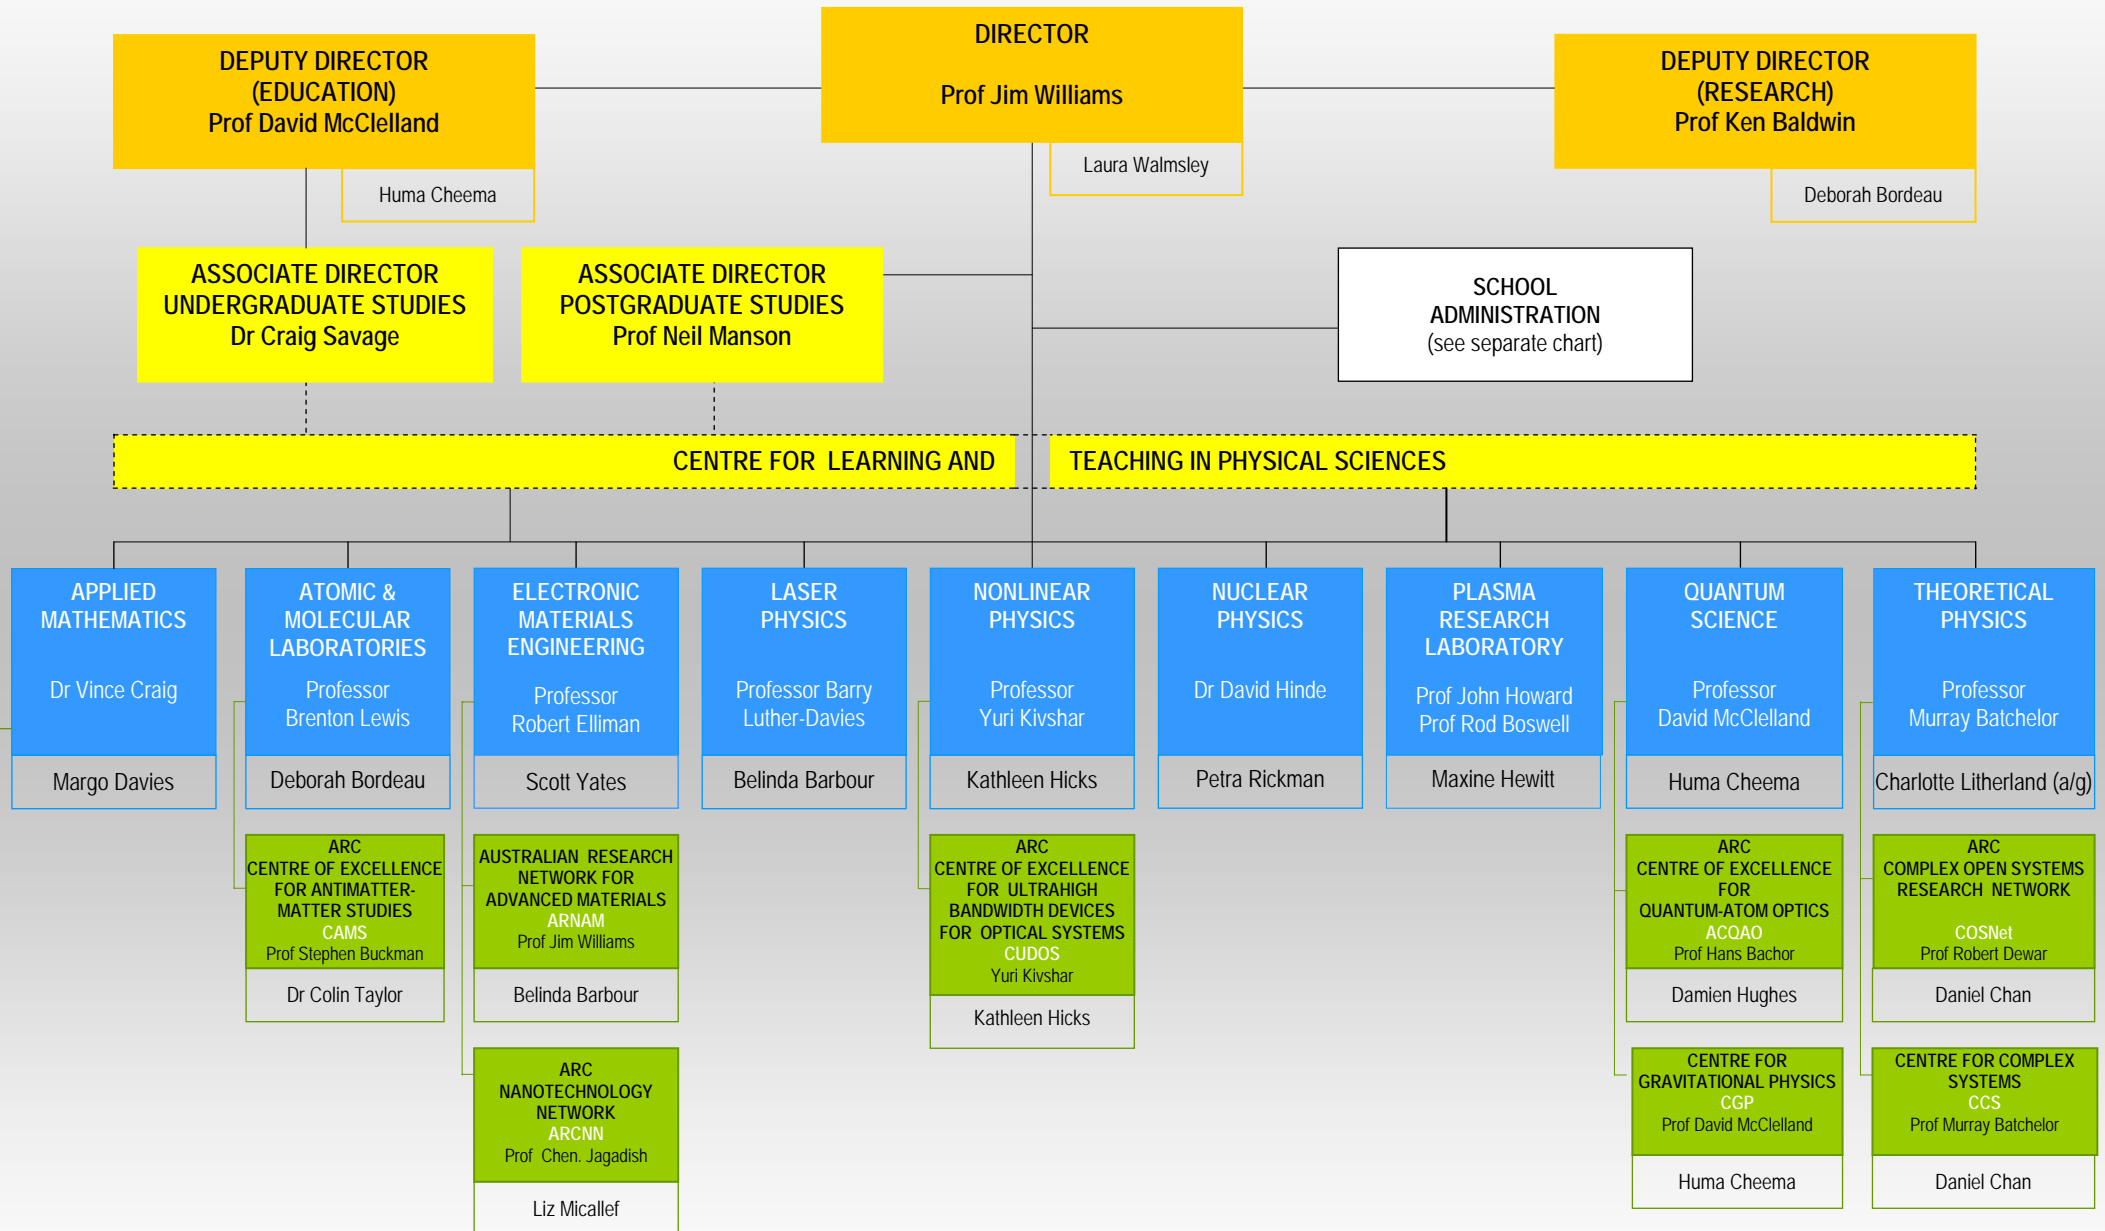 DIRECTOR
Prof Jim Williams
Laura Walmsley
DEPUTY DIRECTOR
(EDUCATION)
Prof David McClelland
Huma Cheema
DEPUTY DIRECTOR
(RESEARCH)
Prof Ken Baldwin
Deborah Bordeau
ASSOCIATE DIRECTOR
UNDERGRADUATE STUDIES
Dr Craig Savage
ASSOCIATE DIRECTOR
POSTGRADUATE STUDIES
Prof Neil Manson
SCHOOL
ADMINISTRATION
(see separate chart)
CENTRE FOR LEARNING AND TEACHING IN PHYSICAL SCIENCES
APPLIED
MATHEMATICS
Dr Vince Craig
Margo Davies
ATOMIC &
MOLECULAR
LABORATORIES
Professor
Brenton Lewis
Deborah Bordeau
ELECTRONIC
MATERIALS
ENGINEERING
Professor
Robert Elliman
Scott Yates
LASER
PHYSICS
Professor Barry
Luther-Davies
Belinda Barbour
NONLINEAR
PHYSICS
Professor
Yuri Kivshar
Kathleen Hicks
NUCLEAR
PHYSICS
Dr David Hinde
Petra Rickman
PLASMA
RESEARCH
LABORATORY
Prof John Howard
Prof Rod Boswell
Maxine Hewitt
QUANTUM
SCIENCE
Professor
David McClelland
Huma Cheema
THEORETICAL
PHYSICS
Professor
Murray Batchelor
Charlotte Litherland (a/g)
ARC
CENTRE OF EXCELLENCE
FOR ANTIMATTER-
MATTER STUDIES
CAMS
Prof Stephen Buckman
Dr Colin Taylor
AUSTRALIAN RESEARCH
NETWORK FOR
ADVANCED MATERIALS
ARNAM
Prof Jim Williams
Belinda Barbour
ARC
NANOTECHNOLOGY
NETWORK
ARCNN
Prof Chen. Jagadish
Liz Micallef
ARC
CENTRE OF EXCELLENCE
FOR ULTRAHIGH
BANDWIDTH DEVICES
FOR OPTICAL SYSTEMS
CUDOS
Yuri Kivshar
Kathleen Hicks
ARC
CENTRE OF EXCELLENCE
FOR
QUANTUM-ATOM OPTICS
ACQAO
Prof Hans Bachor
Damien Hughes
CENTRE FOR
GRAVITATIONAL PHYSICS
CGP
Prof David McClelland
Huma Cheema
ARC
COMPLEX OPEN SYSTEMS
RESEARCH NETWORK
COSNet
Prof Robert Dewar
Daniel Chan
CENTRE FOR COMPLEX
SYSTEMS
CCS
Prof Murray Batchelor
Daniel Chan